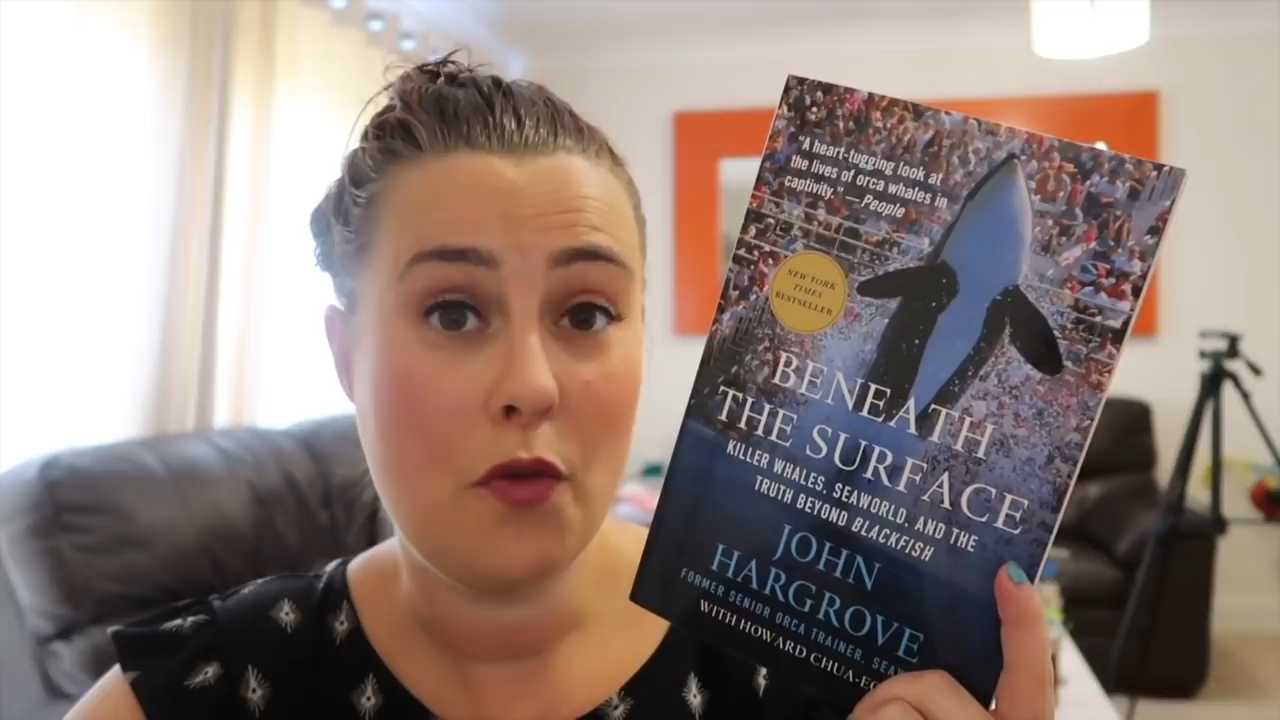 "A heart-tugging look at
the lives of orca whales in
captivity." —People
NEW YORK
TIMES
BESTSELLER
BENEATH
THE SURFACE
KILLER WHALES, SEAWORLD, AND THE
TRUTH BEYOND BLACKFISH
JOHN
HARGROVE
FORMER SENIOR ORCA TRAINER, SEA
WITH HOWARD CHUA-EO